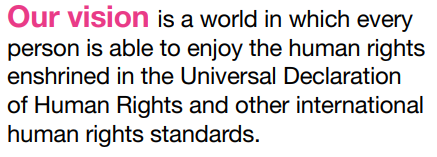 Our vision is a world in which every
person is able to enjoy the human rights
enshrined in the Universal Declaration
of Human Rights and other international
human rights standards.